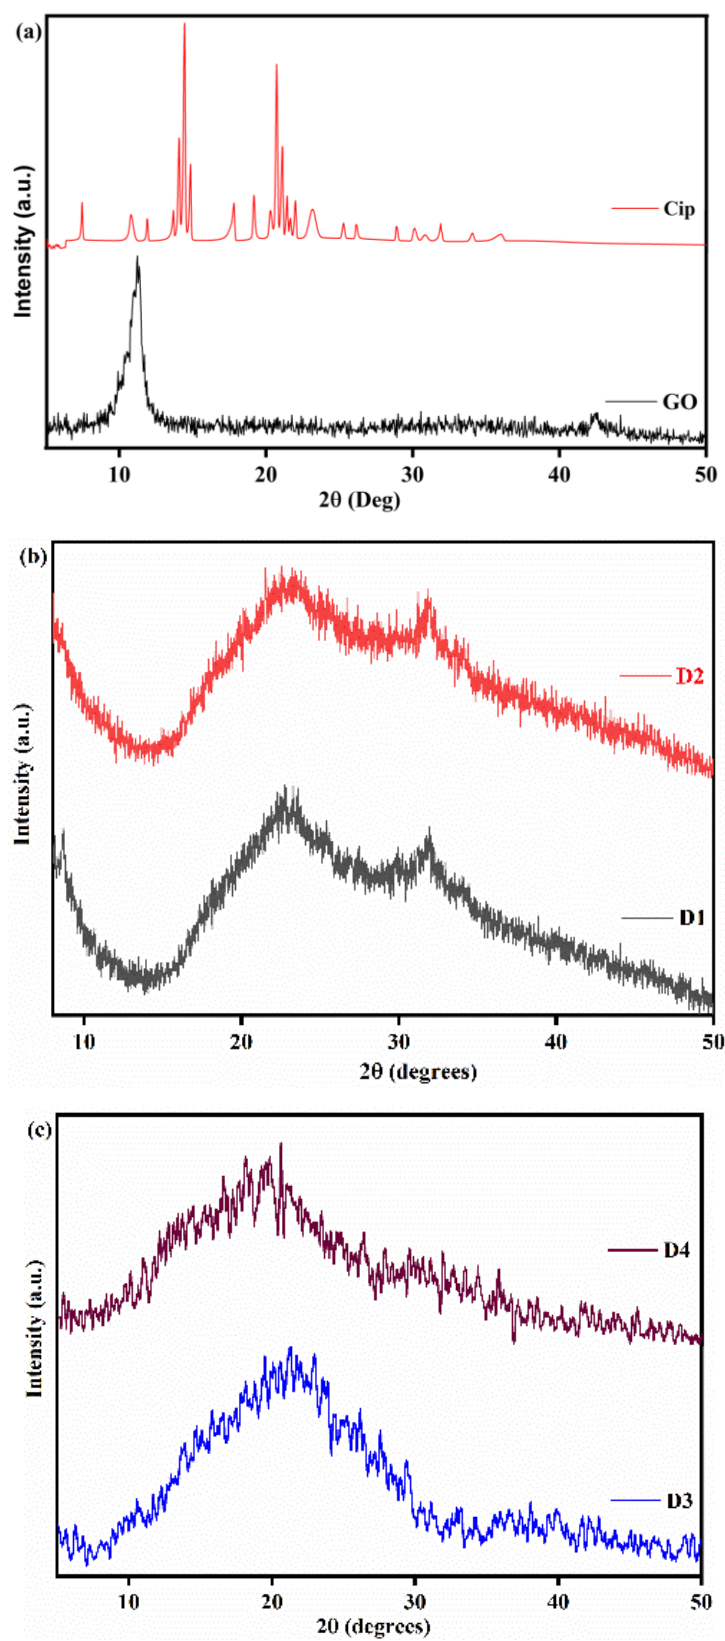 (a)
Intensity (a.u.)
Cip
GO
10 20 30 40 50
2θ (Deg)
(b)
Intensity (a.u.)
D2
D1
10 20 30 40 50
2θ (degrees)
(c)
Intensity (a.u.)
D4
D3
10 20 30 40 50
2θ (degrees)